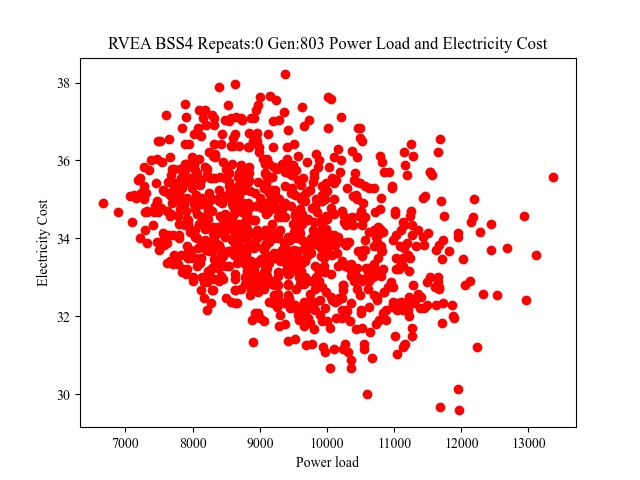 RVEA BSS4 Repeats:0 Gen:803 Power Load and Electricity Cost
38
36
34
32
30
Electricity Cost
7000 8000 9000 10000 11000 12000 13000
Power load